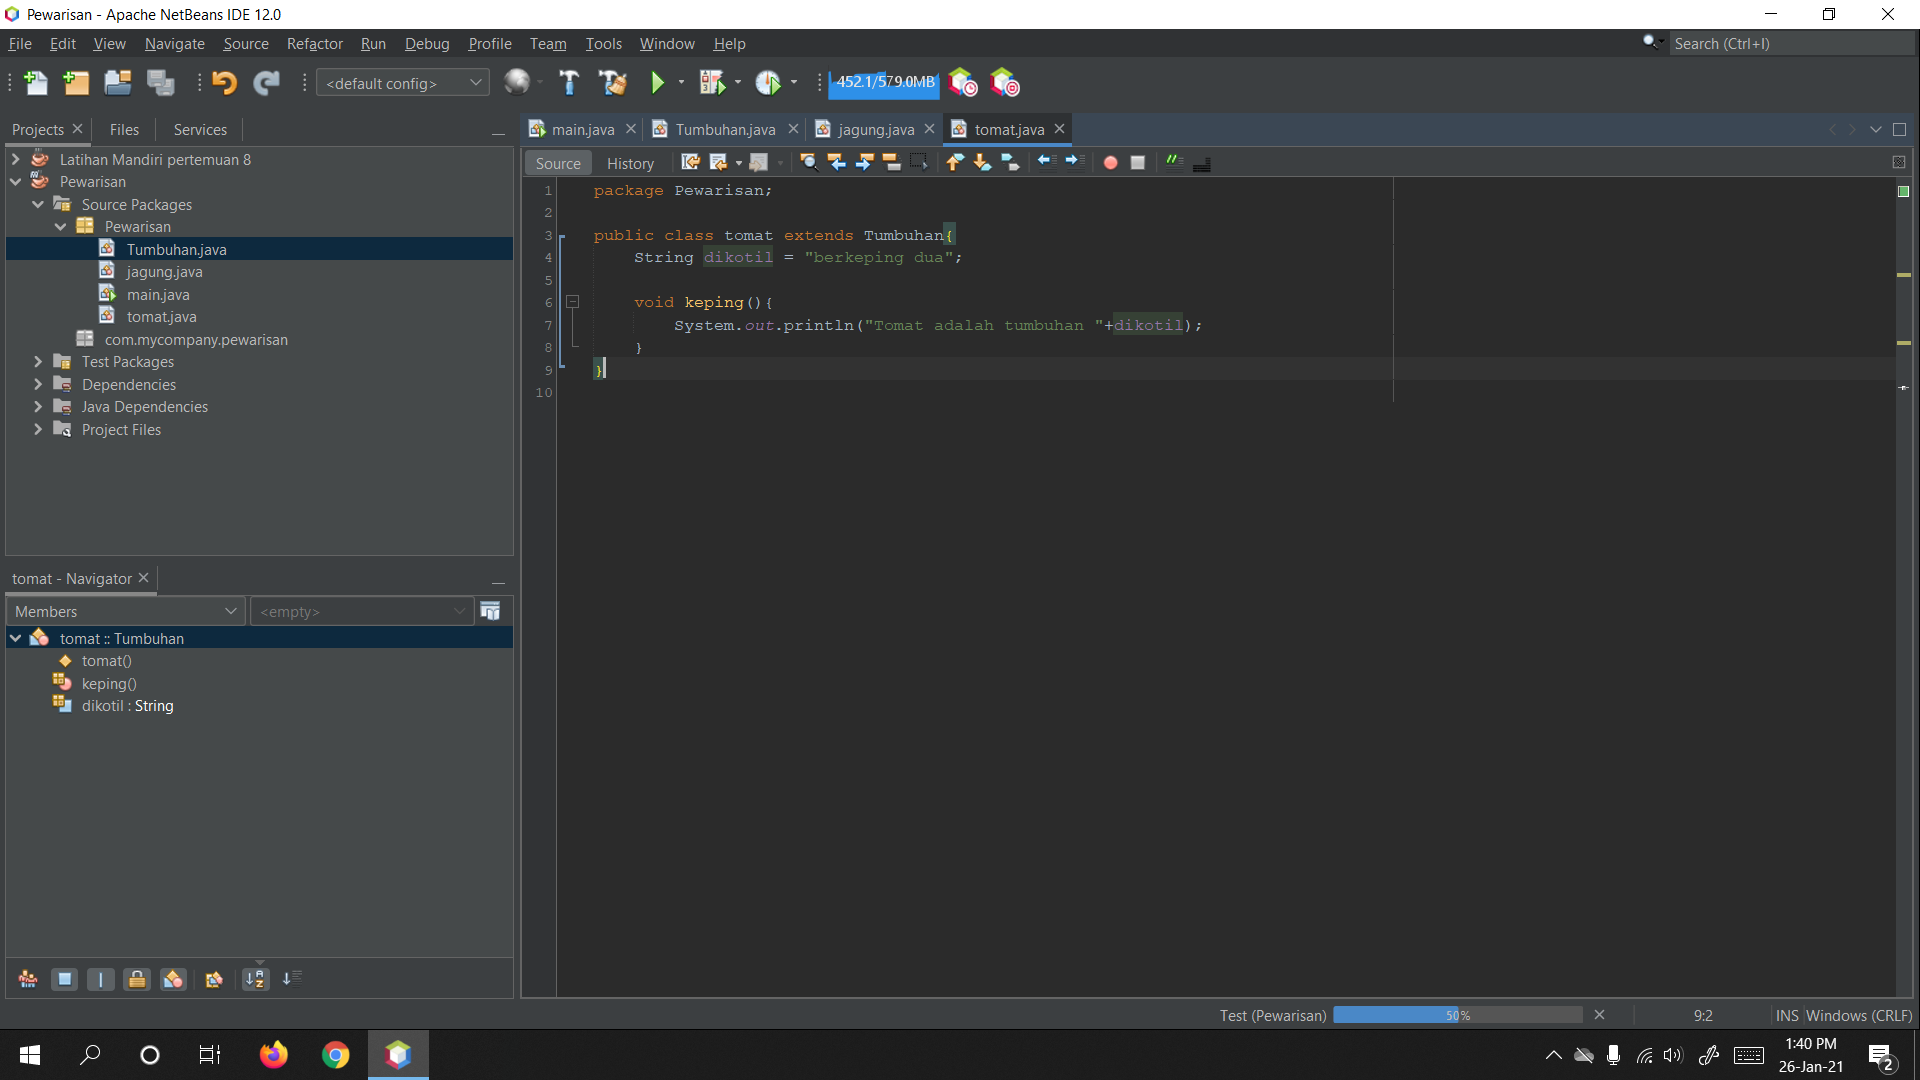 Pewarisan - Apache NetBeans IDE 12.0
File Edit View Navigate Source Refactor Run Debug Profile Team Tools Window Help
Search (Ctrl+I)
<default config>
452.1/579.0MB
Projects Files Services
main.java Tumbuhan.java jagung.java tomat.java
Latihan Mandiri pertemuan 8
Pewarisan
Source Packages
Pewarisan
Tumbuhan.java
jagung.java
main.java
tomat.java
com.mycompany.pewarisan
Test Packages
Dependencies
Java Dependencies
Project Files
Source History
1 package Pewarisan;
2
3 public class tomat extends Tumbuhan{
4 String dikotil = "berkeping dua";
5
6 void keping(){
7 System.out.println("Tomat adalah tumbuhan "+dikotil);
8 }
9 }
10
tomat - Navigator
Members <empty>
tomat :: Tumbuhan
tomat()
keping()
dikotil : String
Test (Pewarisan) 50% 9:2 INS Windows (CRLF)
1:40 PM
26-Jan-21
2